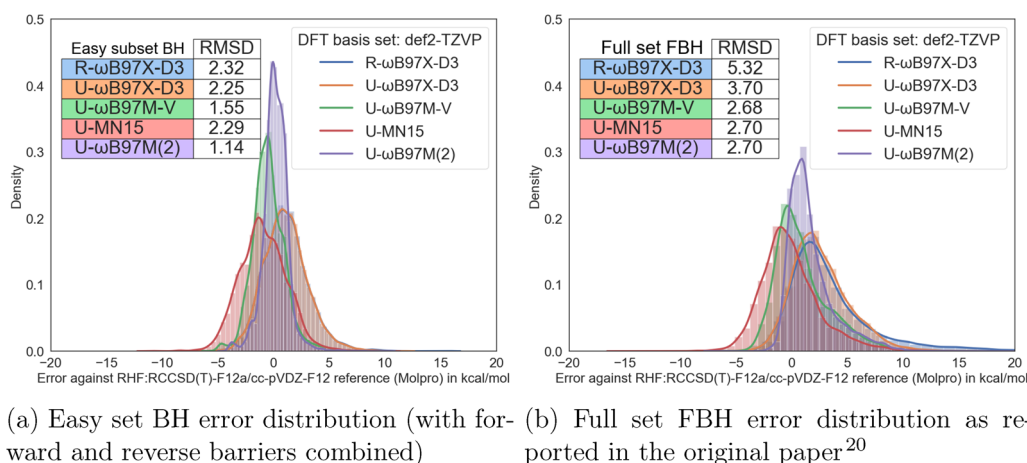 0.5
0.4
0.3
0.2
0.1
0.0
Density
Easy subset BH RMSD
R-ωB97X-D3 2.32
U-ωB97X-D3 2.25
U-ωB97M-V 1.55
U-MN15 2.29
U-ωB97M(2) 1.14
DFT basis set: def2-TZVP
R-ωB97X-D3
U-ωB97X-D3
U-ωB97M-V
U-MN15
U-ωB97M(2)
−20 −15 −10 −5 0 5 10 15 20
Error against RHF:RCCSD(T)-F12a/cc-pVDZ-F12 reference (Molpro) in kcal/mol
(a) Easy set BH error distribution (with for-
ward and reverse barriers combined)
0.5
0.4
0.3
0.2
0.1
0.0
Density
Full set FBH RMSD
R-ωB97X-D3 5.32
U-ωB97X-D3 3.70
U-ωB97M-V 2.68
U-MN15 2.70
U-ωB97M(2) 2.70
DFT basis set: def2-TZVP
R-ωB97X-D3
U-ωB97X-D3
U-ωB97M-V
U-MN15
U-ωB97M(2)
−20 −15 −10 −5 0 5 10 15 20
Error against RHF:RCCSD(T)-F12a/cc-pVDZ-F12 reference (Molpro) in kcal/mol
(b) Full set FBH error distribution as re-
ported in the original paper²⁰